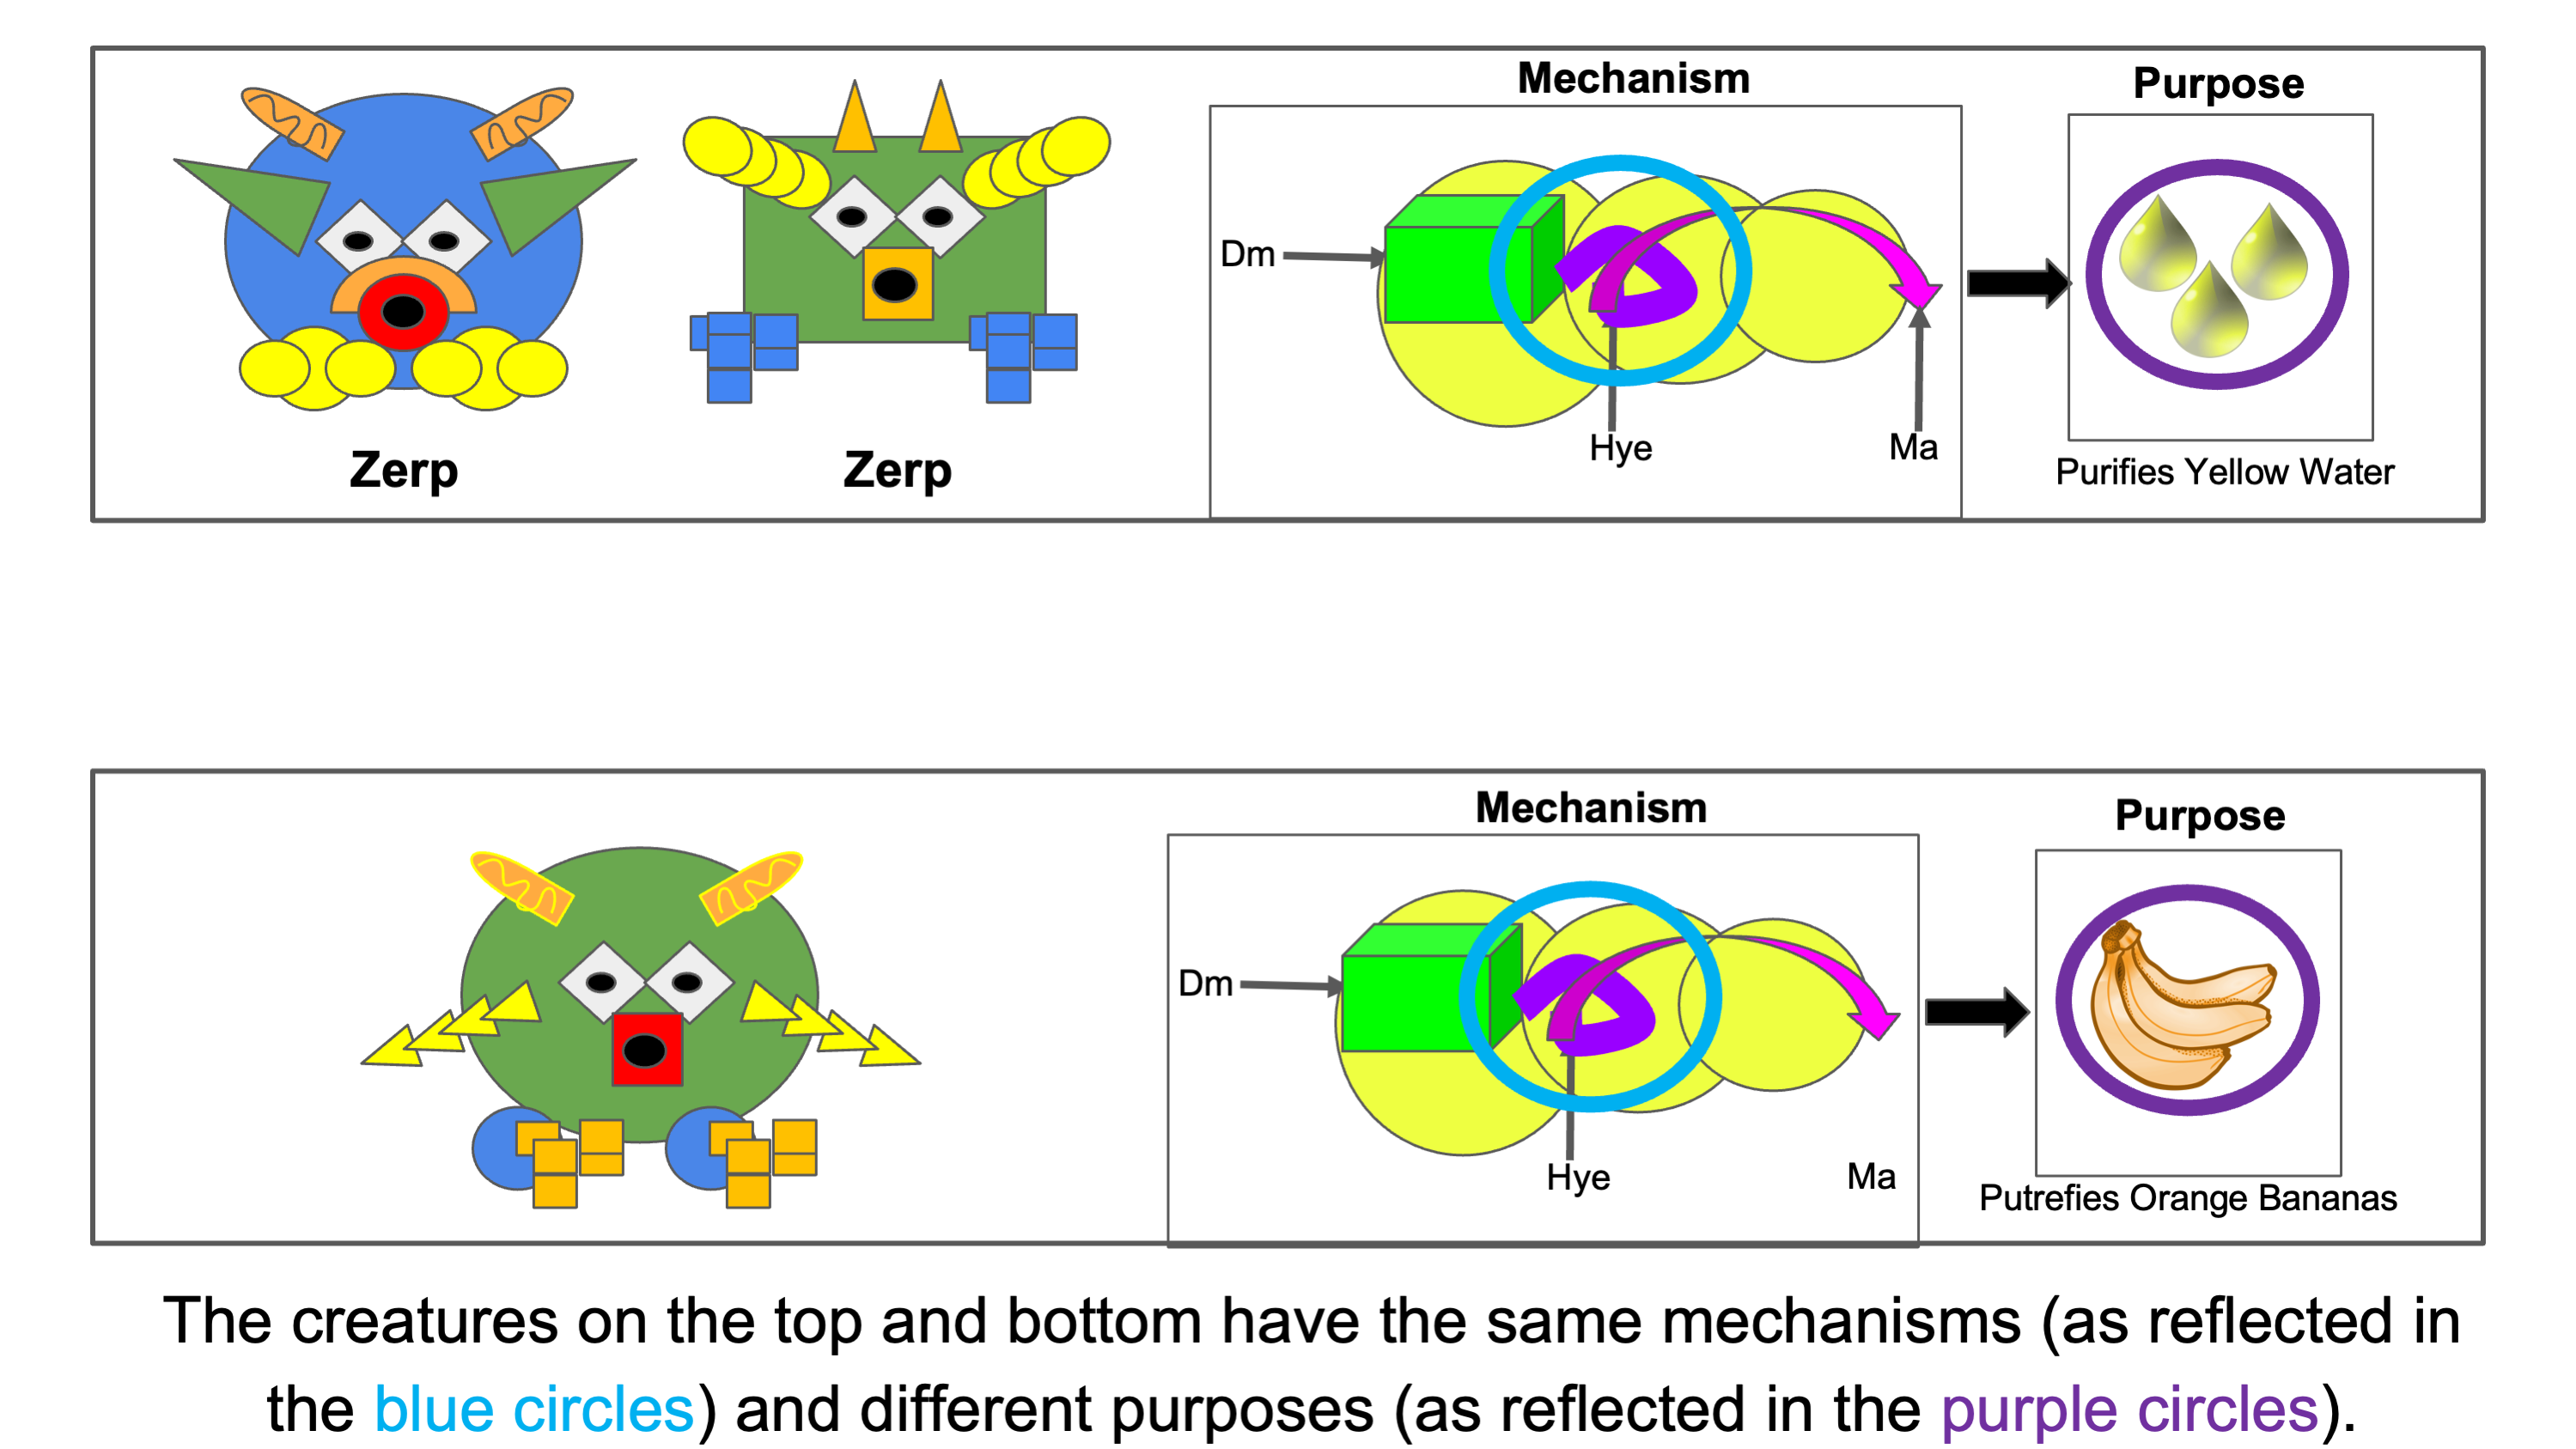 Mechanism
Purpose
Dm
Hye
Ma
Zerp
Zerp
Purifies Yellow Water
Mechanism
Purpose
Dm
Hye
Ma
Putrefies Orange Bananas
The creatures on the top and bottom have the same mechanisms (as reflected in
the blue circles) and different purposes (as reflected in the purple circles).